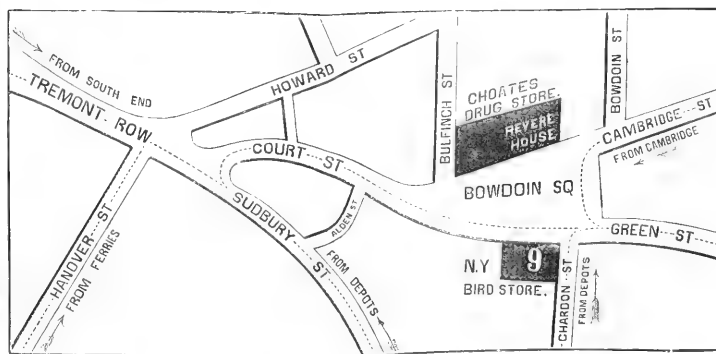 FROM SOUTH END
TREMONT ROW
HOWARD ST
BULFINCH ST
CHOATES
DRUG STORE.
REVERE
HOUSE
BOWDOIN ST
CAMBRIDGE ST
FROM CAMBRIDGE
COURT ST
BOWDOIN SQ
HANOVER ST
FROM FERRIES
SUDBURY ST
ALDEN ST
FROM DEPOTS
GREEN ST
N.Y
9
BIRD STORE.
CHARDON ST
FROM DEPOTS